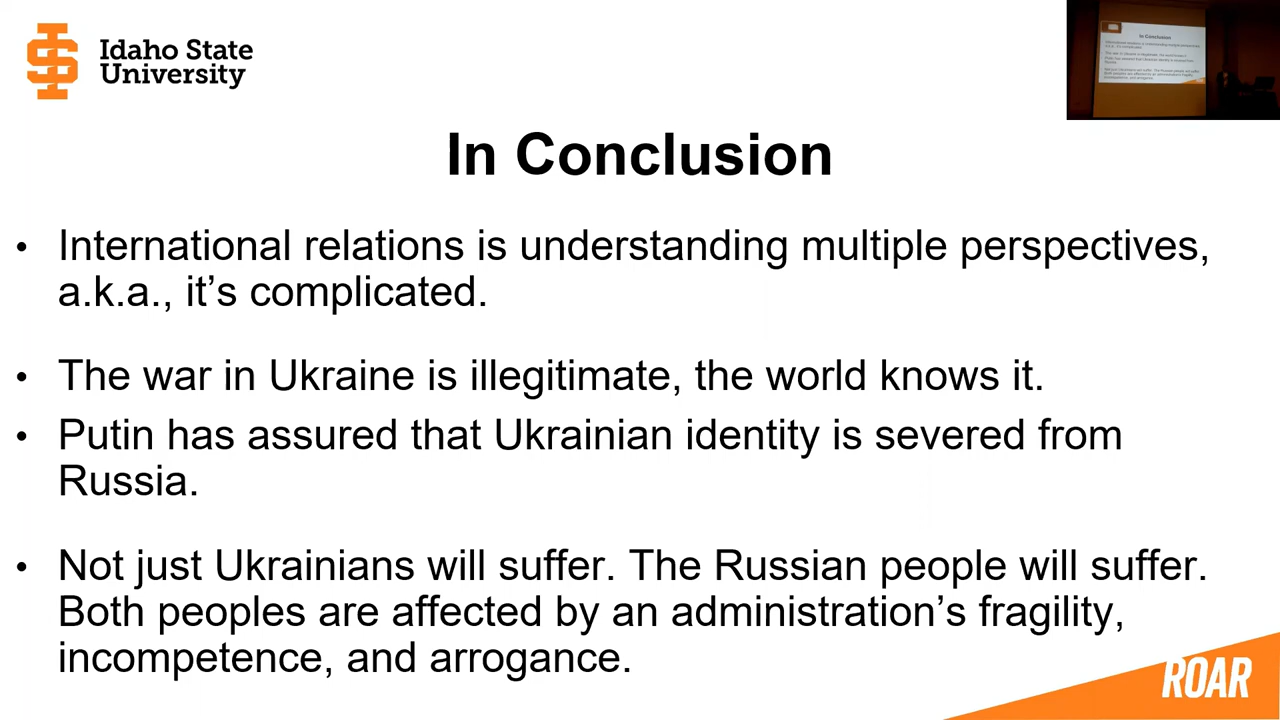 Idaho State
University
In Conclusion
In Conclusion
• International relations is understanding multiple perspectives,
a.k.a., it’s complicated.
• The war in Ukraine is illegitimate, the world knows it.
• Putin has assured that Ukrainian identity is severed from
Russia.
• Not just Ukrainians will suffer. The Russian people will suffer.
Both peoples are affected by an administration’s fragility,
incompetence, and arrogance.
ROAR